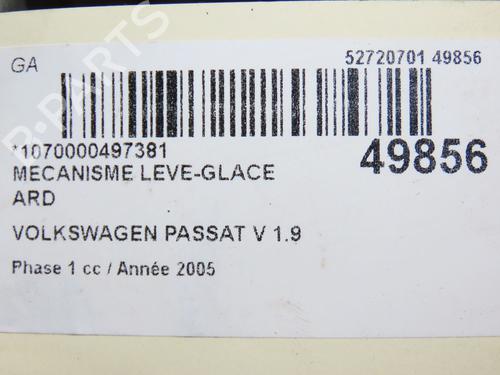 GA
52720701 49856
*1070000497381
49856
MECANISME LEVE-GLACE
ARD
VOLKSWAGEN PASSAT V 1.9
Phase 1 cc / Année 2005